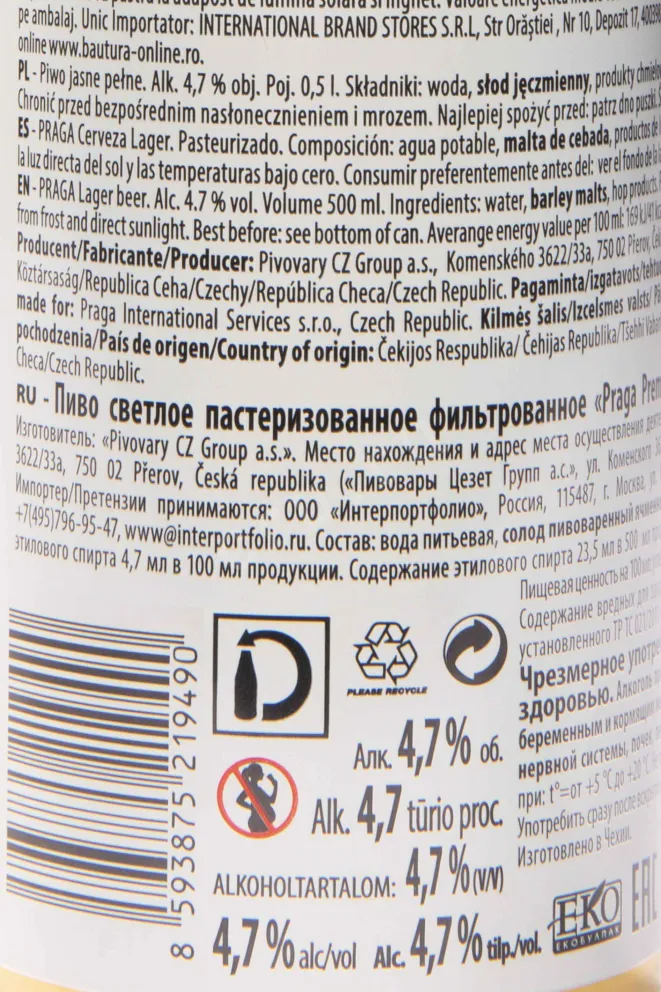 pe ambalaj. Unic Importator: INTERNATIONAL BRAND STORES S.R.L, Str Orăştiei, Nr 10, Depozit 17,
online www.bautura-online.ro.
PL - Piwo jasne pełne. Alk. 4,7 % obj. Poj. 0,5 l. Składniki: woda, słod jęczmienny, produkty
Chronić przed bezpośrednim nasłonecznieniem i mrozem. Najlepiej spożyć przed: patrz dno puszki.
ES - PRAGA Cerveza Lager. Pasteurizado. Composición: agua potable, malta de cebada, productos de
la luz directa del sol y las temperaturas bajo cero. Consumir preferentemente antes del: ver el fondo de la
EN - PRAGA Lager beer. Alc. 4.7 % vol. Volume 500 ml. Ingredients: water, barley malts, hop products.
from frost and direct sunlight. Best before: see bottom of can. Averange energy value per 100 ml: 169 kJ/41
Producent/Fabricante/Producer: Pivovary CZ Group a.s., Komenského 3622/33a, 750 02 Přerov,
Köztársaság/Republica Ceha/Czechy/República Checa/Czech Republic. Pagaminta/izgatavots/
made for: Praga International Services s.r.o., Czech Republic. Kilmės šalis/Izcelsmes valsts/
pochodzenia/País de origen/Country of origin: Čekijos Respublika/ Čehijas Republika/Tšehhi
Checa/Czech Republic.
RU - Пиво светлое пастеризованное фильтрованное «Praga
Изготовитель: «Pivovary CZ Group a.s.». Место нахождения и адрес места осуществления
3622/33a, 750 02 Přerov, Česká republika («Пивовары Цезет Групп а.с.», ул. Коменского
Импортер/Претензии принимаются: ООО «Интерпортфолио», Россия, 115487, г. Москва, ул.
+7(495)796-95-47, www@interportfolio.ru. Состав: вода питьевая, солод пивоваренный
этилового спирта 4,7 мл в 100 мл продукции. Содержание этилового спирта 23,5 мл в 500 мл
Пищевая ценность на 100 мл
Содержание вредных для
установленного ТР ТС 021/201
Чрезмерное
здоровью. Алкоголь
беременным и кормящим
нервной системы, почек,
при: t°=от +5 °C до +20 °C.
Употребить сразу после
Изготовлено в Чехии.
PLEASE RECYCLE
Алк. 4,7% об.
Alk. 4,7 tūrio proc.
ALKOHOLTARTALOM: 4,7 %(v/v)
4,7 % alc/vol Alc. 4,7 % tilp./vol.
8 593875 219490
ЕКО
ЕКОБУЛПАК
EAC